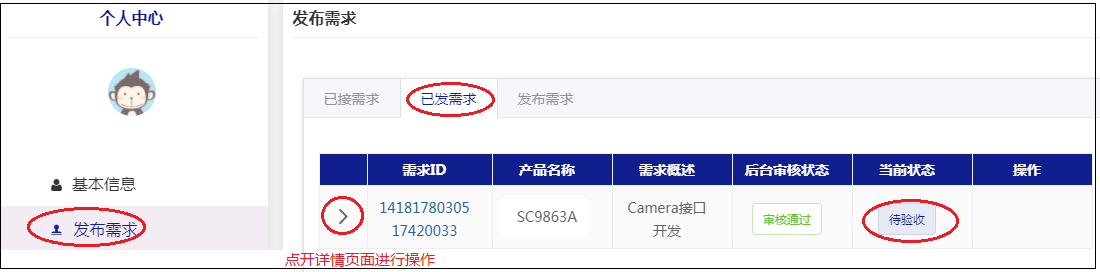 个人中心
发布需求
已接需求 已发需求 发布需求
需求ID 产品名称 需求概述 后台审核状态 当前状态 操作
基本信息
14181780305
17420033
SC9863A
Camera接口
开发
审核通过
待验收
发布需求
点开详情页面进行操作